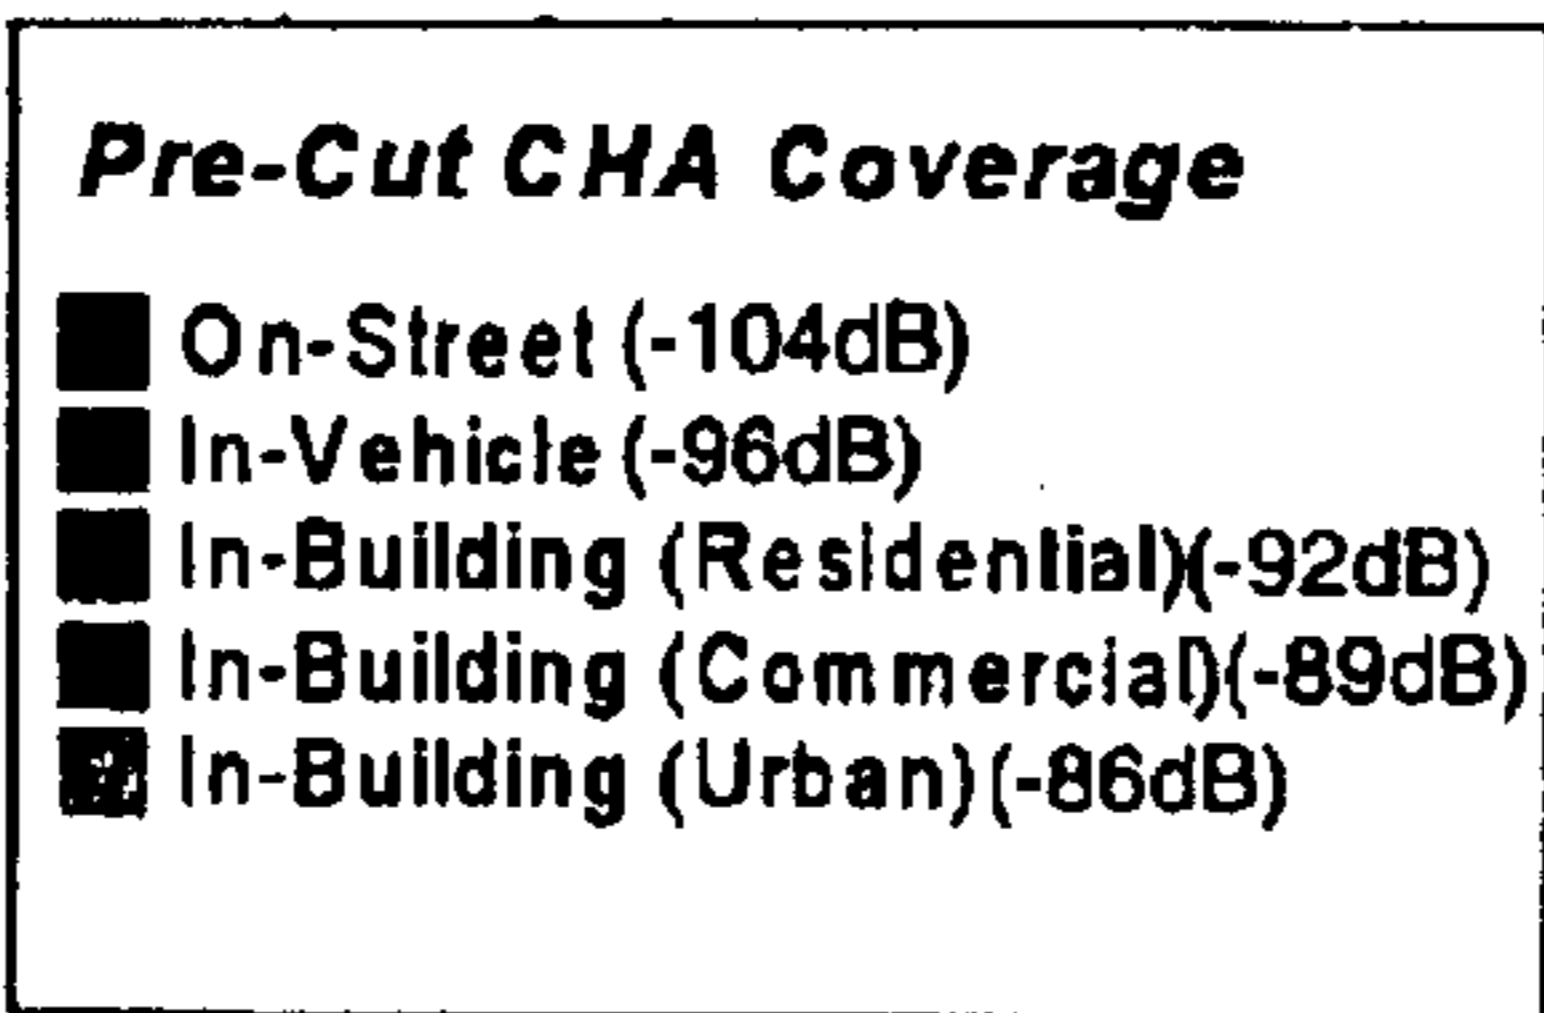 Pre-Cut CHA Coverage
On-Street (-104dB)
In-Vehicle (-96dB)
In-Building (Residential)(-92dB)
In-Building (Commercial)(-89dB)
In-Building (Urban)(-86dB)